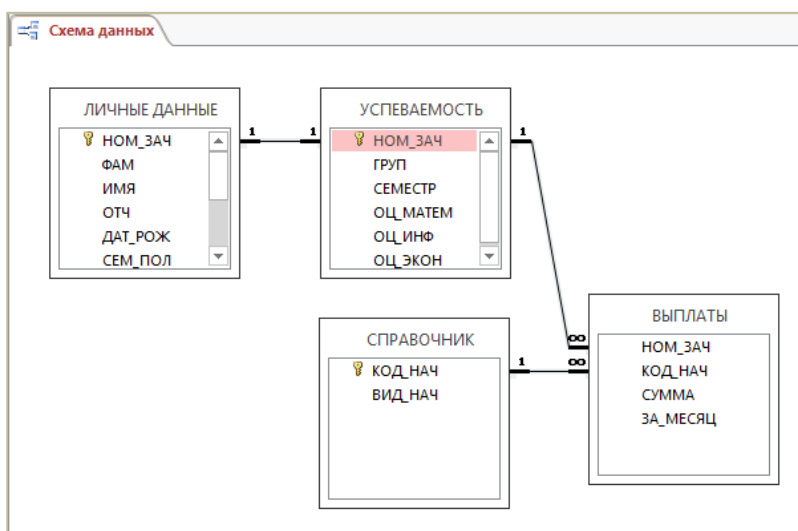 Схема данных
ЛИЧНЫЕ ДАННЫЕ
НОМ_ЗАЧ
ФАМ
ИМЯ
ОТЧ
ДАТ_РОЖ
СЕМ_ПОЛ
1
1
УСПЕВАЕМОСТЬ
НОМ_ЗАЧ
ГРУП
СЕМЕСТР
ОЦ_МАТЕМ
ОЦ_ИНФ
ОЦ_ЭКОН
1
СПРАВОЧНИК
КОД_НАЧ
ВИД_НАЧ
1
∞
∞
ВЫПЛАТЫ
НОМ_ЗАЧ
КОД_НАЧ
СУММА
ЗА_МЕСЯЦ